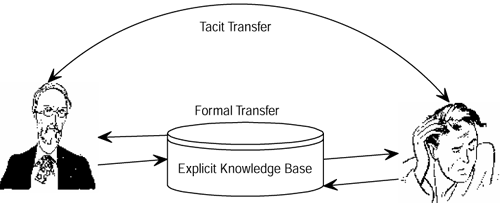 Tacit Transfer
Formal Transfer
Explicit Knowledge Base